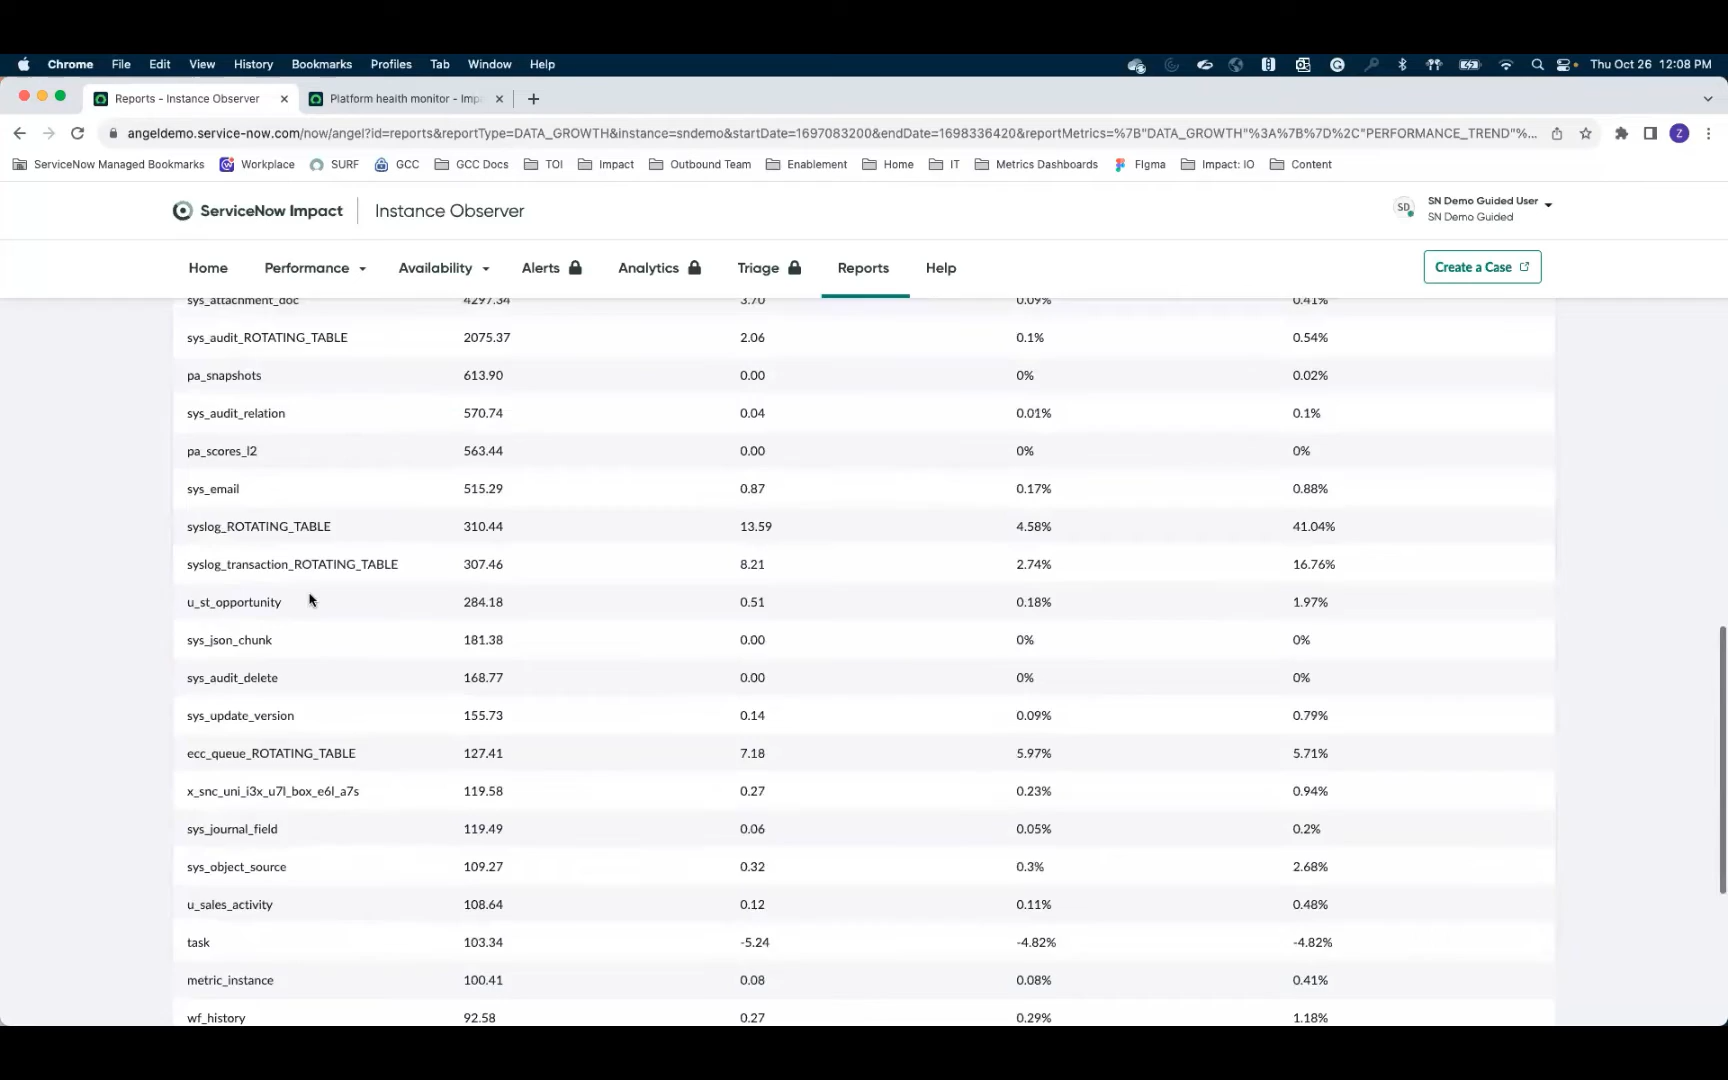 Chrome File Edit View History Bookmarks Profiles Tab Window Help Thu Oct 26 12:08 PM
Reports - Instance Observer Platform health monitor - Imp
angeldemo.service-now.com/now/angel?id=reports&reportType=DATA_GROWTH&instance=sndemo&startDate=1697083200&endDate=1698336420&reportMetrics=%7B"DATA_GROWTH"%3A%7B%7D%2C"PERFORMANCE_TREND"%... Z
ServiceNow Managed Bookmarks Workplace SURF GCC GCC Docs TOI Impact Outbound Team Enablement Home IT Metrics Dashboards Figma Impact: IO Content
ServiceNow Impact Instance Observer SD SN Demo Guided User
SN Demo Guided
Home Performance Availability Alerts Analytics Triage Reports Help Create a Case
sys_attachment_doc 4297.34 3.70 0.09% 0.41%
sys_audit_ROTATING_TABLE 2075.37 2.06 0.1% 0.54%
pa_snapshots 613.90 0.00 0% 0.02%
sys_audit_relation 570.74 0.04 0.01% 0.1%
pa_scores_l2 563.44 0.00 0% 0%
sys_email 515.29 0.87 0.17% 0.88%
syslog_ROTATING_TABLE 310.44 13.59 4.58% 41.04%
syslog_transaction_ROTATING_TABLE 307.46 8.21 2.74% 16.76%
u_st_opportunity 284.18 0.51 0.18% 1.97%
sys_json_chunk 181.38 0.00 0% 0%
sys_audit_delete 168.77 0.00 0% 0%
sys_update_version 155.73 0.14 0.09% 0.79%
ecc_queue_ROTATING_TABLE 127.41 7.18 5.97% 5.71%
x_snc_uni_i3x_u7l_box_e6l_a7s 119.58 0.27 0.23% 0.94%
sys_journal_field 119.49 0.06 0.05% 0.2%
sys_object_source 109.27 0.32 0.3% 2.68%
u_sales_activity 108.64 0.12 0.11% 0.48%
task 103.34 -5.24 -4.82% -4.82%
metric_instance 100.41 0.08 0.08% 0.41%
wf_history 92.58 0.27 0.29% 1.18%